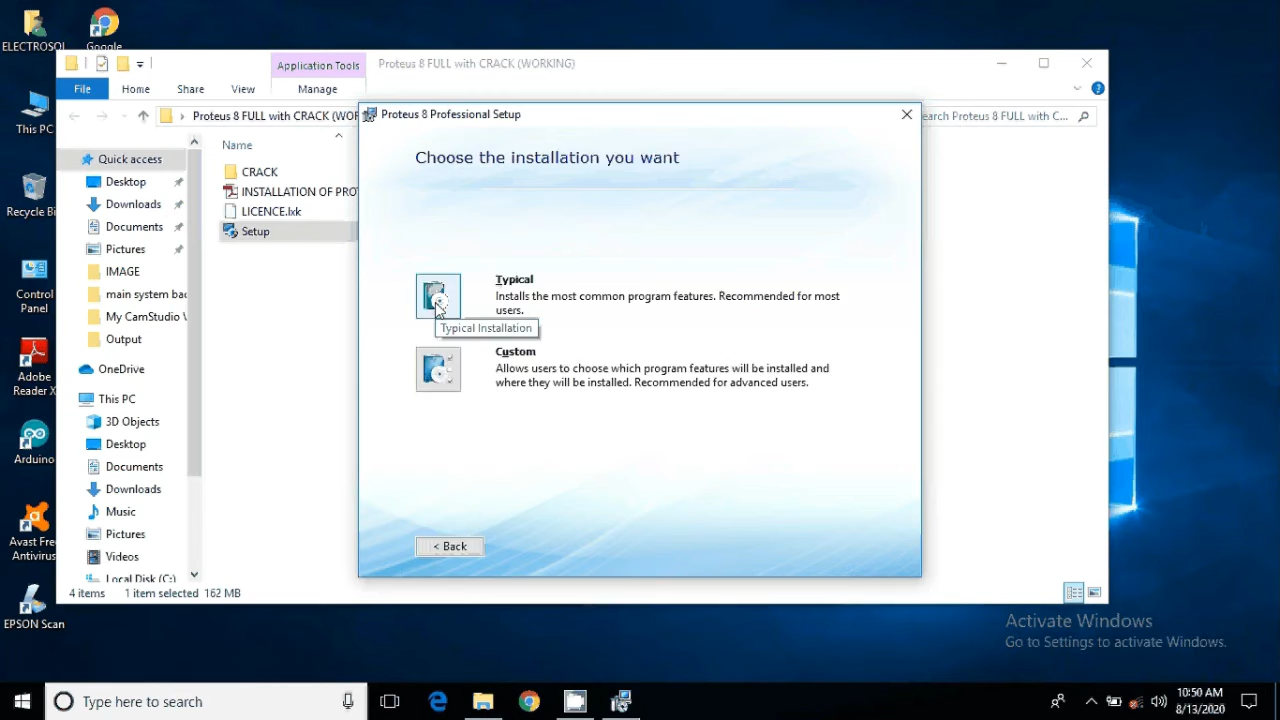 ELECTROSOL
Google
This PC
Recycle Bi
Control
Panel
Adobe
Reader X
Arduino
Avast Fre
Antivirus
EPSON Scan
Application Tools
Proteus 8 FULL with CRACK (WORKING)
File
Home
Share
View
Manage
Proteus 8 FULL with CRACK (WOR
earch Proteus 8 FULL with C...
Quick access
Desktop
Downloads
Documents
Pictures
IMAGE
main system bac
My CamStudio V
Output
OneDrive
This PC
3D Objects
Desktop
Documents
Downloads
Music
Pictures
Videos
Local Disk (C:)
Name
CRACK
INSTALLATION OF PRO
LICENCE.lxk
Setup
4 items
1 item selected
162 MB
Proteus 8 Professional Setup
Choose the installation you want
Typical
Installs the most common program features. Recommended for most
users.
Typical Installation
Custom
Allows users to choose which program features will be installed and
where they will be installed. Recommended for advanced users.
< Back
Activate Windows
Go to Settings to activate Windows.
Type here to search
10:50 AM
8/13/2020